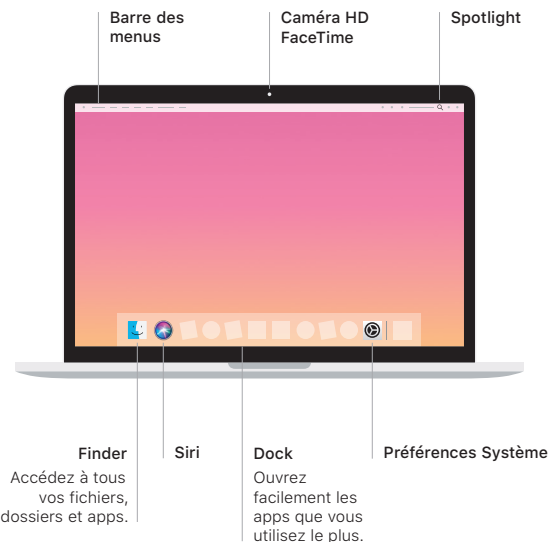 Barre des
menus
Caméra HD
FaceTime
Spotlight
Finder
Accédez à tous
vos fichiers,
dossiers et apps.
Siri
Dock
Ouvrez
facilement les
apps que vous
utilisez le plus.
Préférences Système